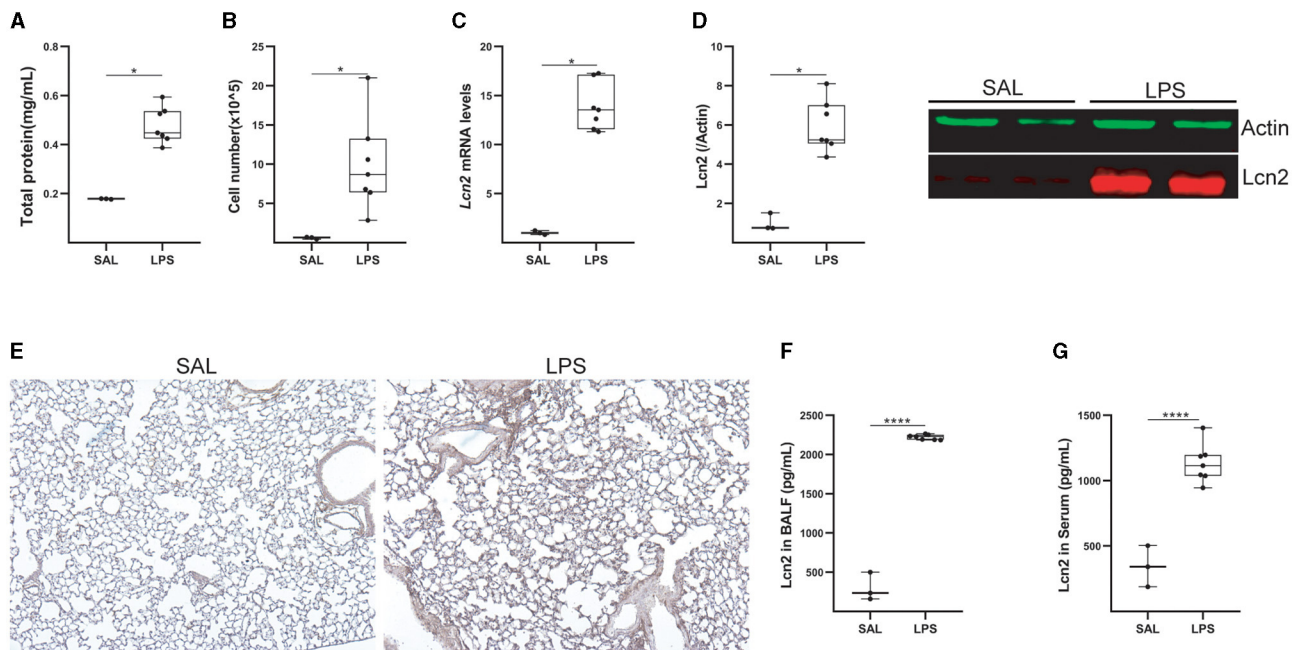 A
Total protein(mg/mL)
0.8
0.6
0.4
0.2
*
SAL LPS
B
Cell number(x10^5)
25
20
15
10
5
*
SAL LPS
C
Lcn2 mRNA levels
20
15
10
5
*
SAL LPS
D
Lcn2 (/Actin)
10
8
6
4
2
*
SAL LPS
SAL LPS
Actin
Lcn2
E
SAL LPS
F
Lcn2 in BALF (pg/mL)
2500
2000
1500
1000
500
****
SAL LPS
G
Lcn2 in Serum (pg/mL)
1500
1000
500
****
SAL LPS